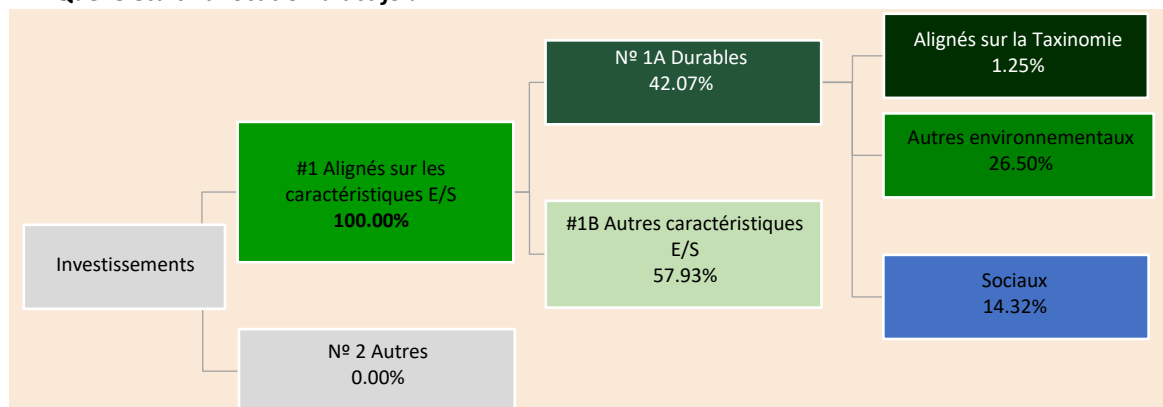 Investissements
#1 Alignés sur les
caractéristiques E/S
100.00%
Nº 2 Autres
0.00%
Nº 1A Durables
42.07%
#1B Autres caractéristiques
E/S
57.93%
Alignés sur la Taxinomie
1.25%
Autres environnementaux
26.50%
Sociaux
14.32%